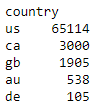 country
us    65114
ca     3000
gb     1905
au      538
de      105